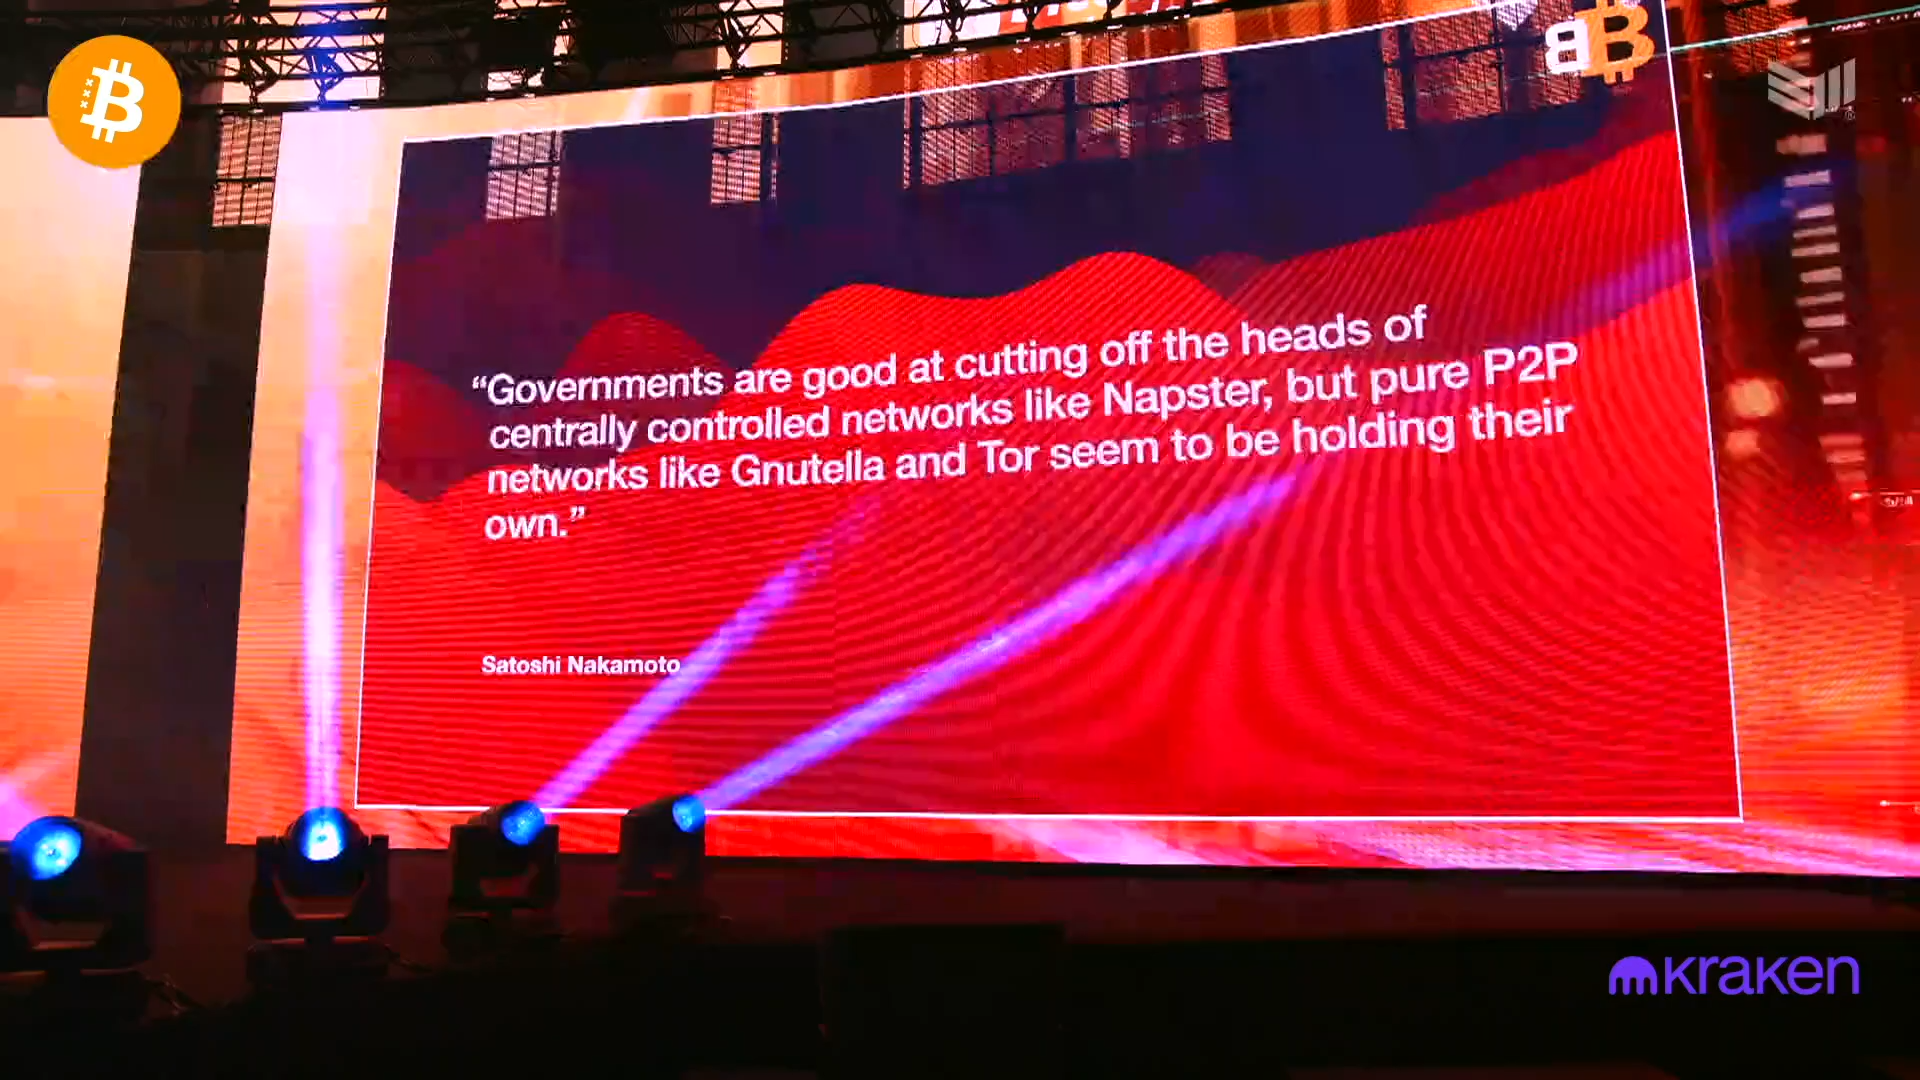 “Governments are good at cutting off the heads of
centrally controlled networks like Napster, but pure P2P
networks like Gnutella and Tor seem to be holding their
own.”
Satoshi Nakamoto
kraken